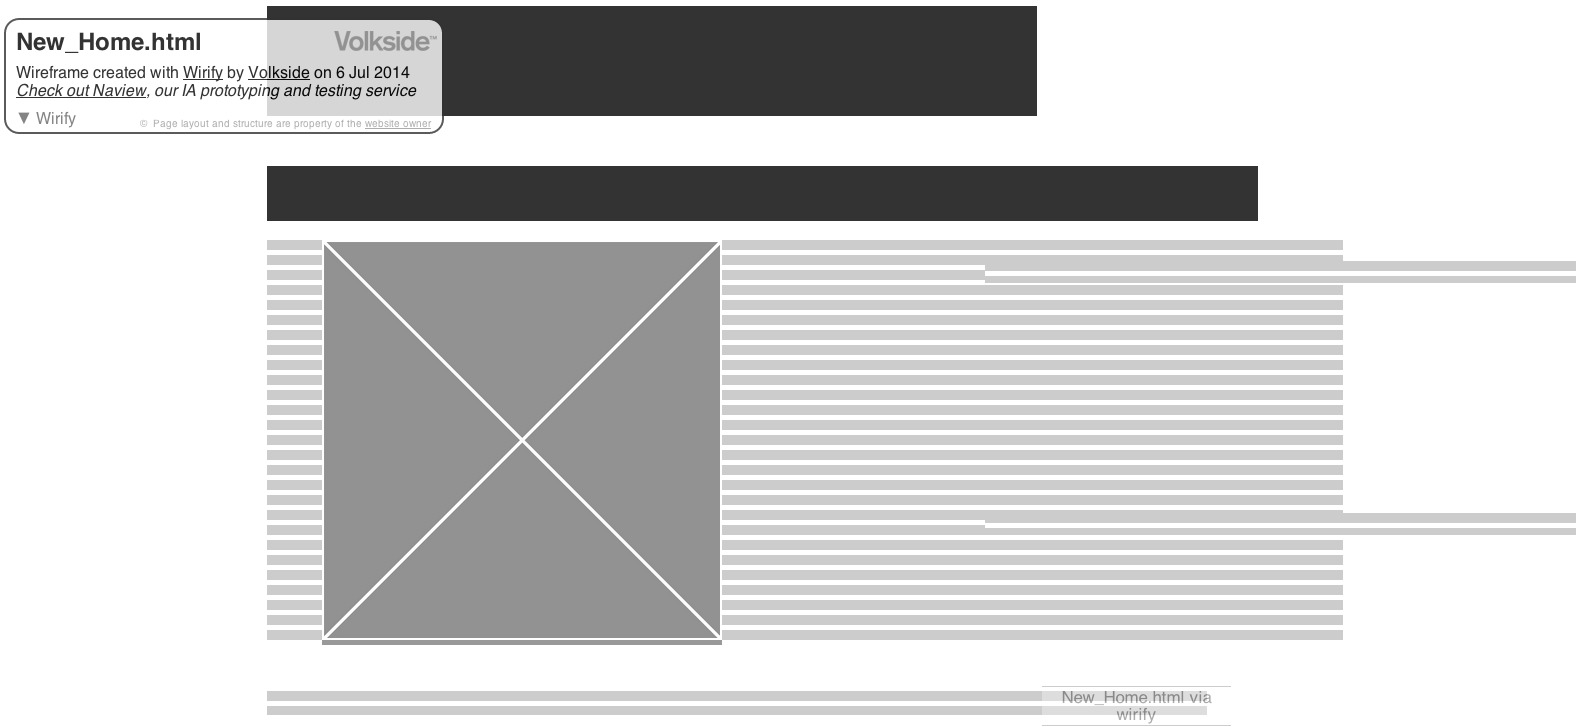 New_Home.html
Volkside™
Wireframe created with Wirify by Volkside on 6 Jul 2014
Check out Naview, our IA prototyping and testing service
▼ Wirify
© Page layout and structure are property of the website owner
New_Home.html via
wirify